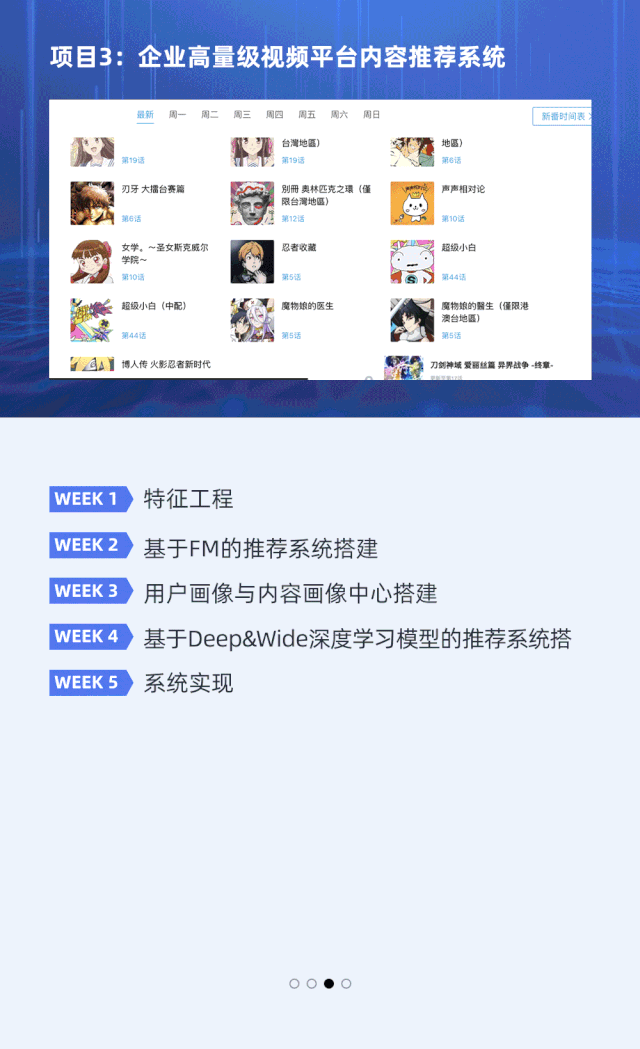 项目3：企业高量级视频平台内容推荐系统
最新 周一 周二 周三 周四 周五 周六 周日
新番时间表
第19话
台灣地區）
第19话
地區）
第6话
刃牙 大擂台赛篇
第6话
別冊 奥林匹克之環（僅
限台灣地區）
第12话
声声相对论
第10话
女学。～圣女斯克威尔
学院～
第10话
忍者收藏
第5话
超级小白
第44话
超级小白（中配）
第44话
魔物娘的医生
第5话
魔物娘的醫生（僅限港
澳台地區）
第5话
博人传 火影忍者新时代
刀剑神域 爱丽丝篇 异界战争 -终章-
WEEK 1 特征工程
WEEK 2 基于FM的推荐系统搭建
WEEK 3 用户画像与内容画像中心搭建
WEEK 4 基于Deep&Wide深度学习模型的推荐系统搭
WEEK 5 系统实现